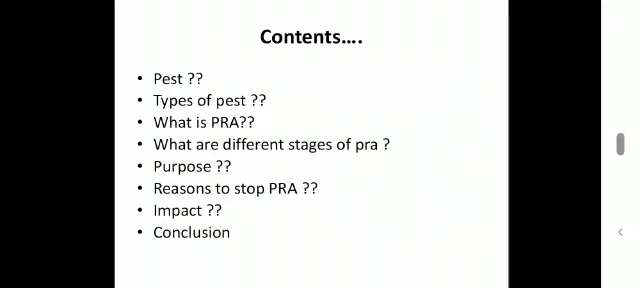 Contents....
• Pest ??
• Types of pest ??
• What is PRA??
• What are different stages of pra ?
• Purpose ??
• Reasons to stop PRA ??
• Impact ??
• Conclusion